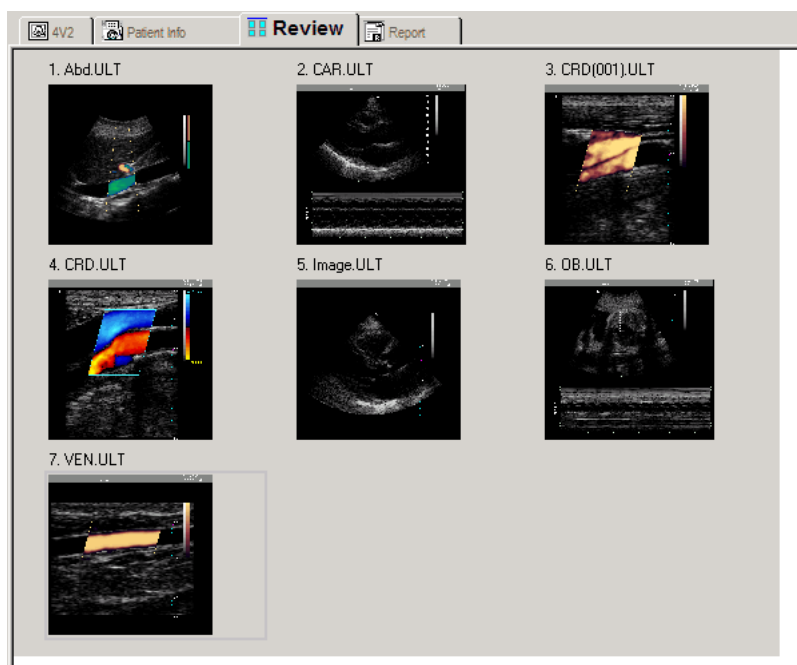 4V2 Patient Info Review Report
1. Abd.ULT 2. CAR.ULT 3. CRD(001).ULT
4. CRD.ULT 5. Image.ULT 6. OB.ULT
7. VEN.ULT